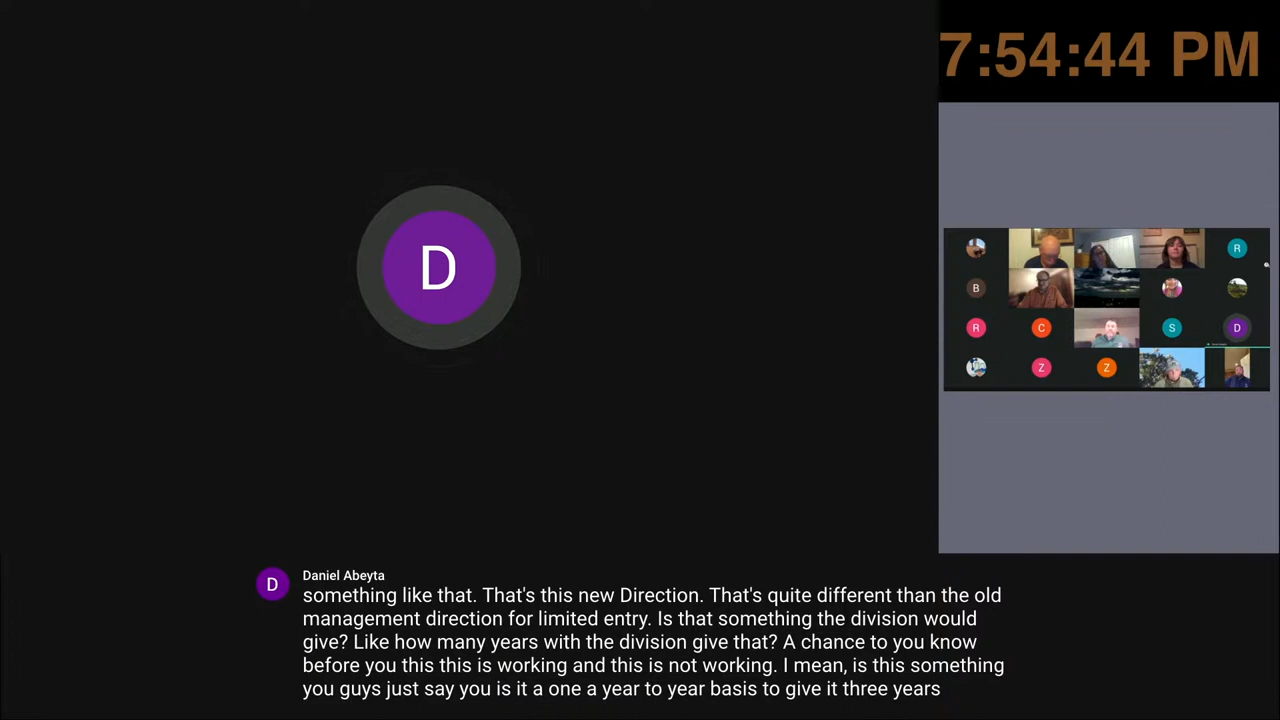 7:54:44 PM
D
R
B
R
C
S
D
Z
Z
D
Daniel Abeyta
something like that. That's this new Direction. That's quite different than the old
management direction for limited entry. Is that something the division would
give? Like how many years with the division give that? A chance to you know
before you this this is working and this is not working. I mean, is this something
you guys just say you is it a one a year to year basis to give it three years